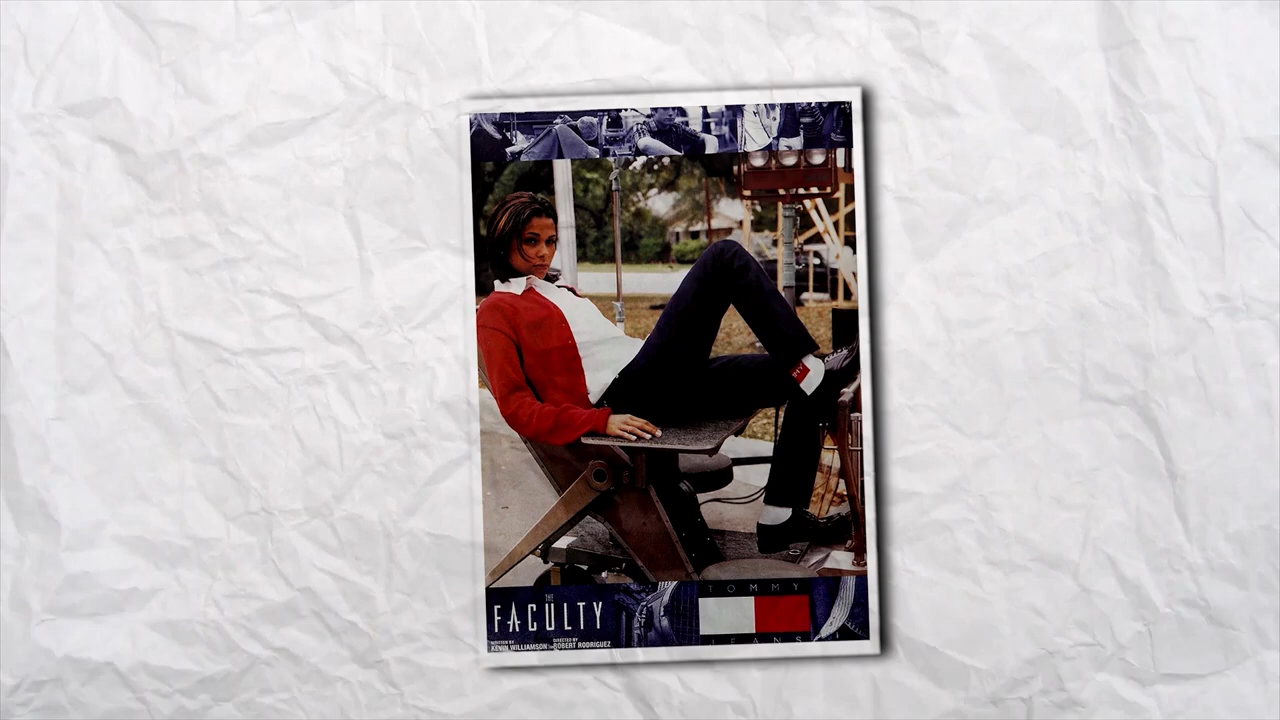 THE
FACULTY
WRITTEN BY
KEVIN WILLIAMSON
DIRECTED BY
ROBERT RODRIGUEZ
TOMMY
JEANS